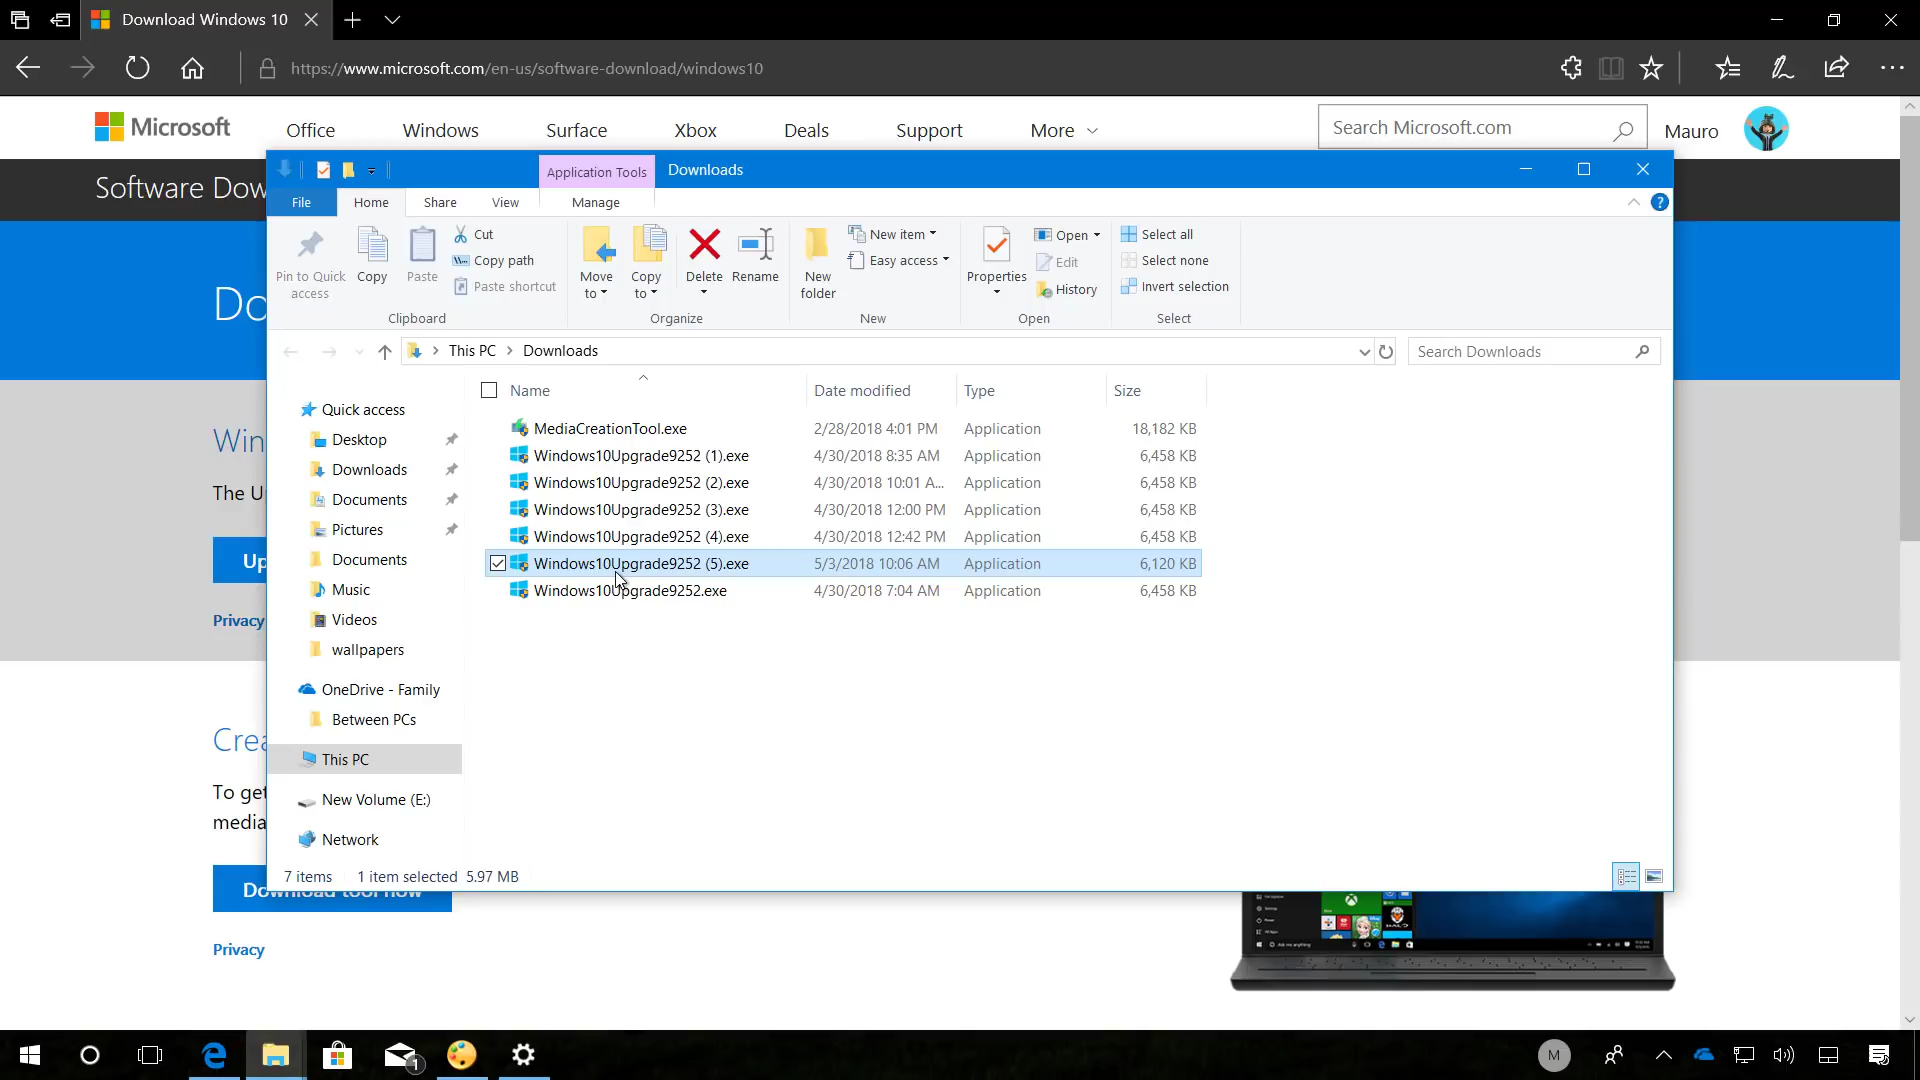 Download Windows 10
https://www.microsoft.com/en-us/software-download/windows10
Microsoft Office Windows Surface Xbox Deals Support More Search Microsoft.com Mauro
Software Dow
Application Tools Downloads
File Home Share View Manage
Pin to Quick access
Copy
Paste
Cut
Copy path
Paste shortcut
Clipboard
Move to
Copy to
Delete
Rename
Organize
New folder
New item
Easy access
New
Properties
Open
Edit
History
Open
Select all
Select none
Invert selection
Select
Do
This PC > Downloads
Search Downloads
Name Date modified Type Size
MediaCreationTool.exe 2/28/2018 4:01 PM Application 18,182 KB
Windows10Upgrade9252 (1).exe 4/30/2018 8:35 AM Application 6,458 KB
Windows10Upgrade9252 (2).exe 4/30/2018 10:01 A... Application 6,458 KB
Windows10Upgrade9252 (3).exe 4/30/2018 12:00 PM Application 6,458 KB
Windows10Upgrade9252 (4).exe 4/30/2018 12:42 PM Application 6,458 KB
Windows10Upgrade9252 (5).exe 5/3/2018 10:06 AM Application 6,120 KB
Windows10Upgrade9252.exe 4/30/2018 7:04 AM Application 6,458 KB
Quick access
Desktop
Downloads
Documents
Pictures
Documents
Music
Videos
wallpapers
OneDrive - Family
Between PCs
This PC
New Volume (E:)
Network
7 items 1 item selected 5.97 MB
Win
The U
Up
Privacy
Crea
To get
media
Download tool now
Privacy
1
M